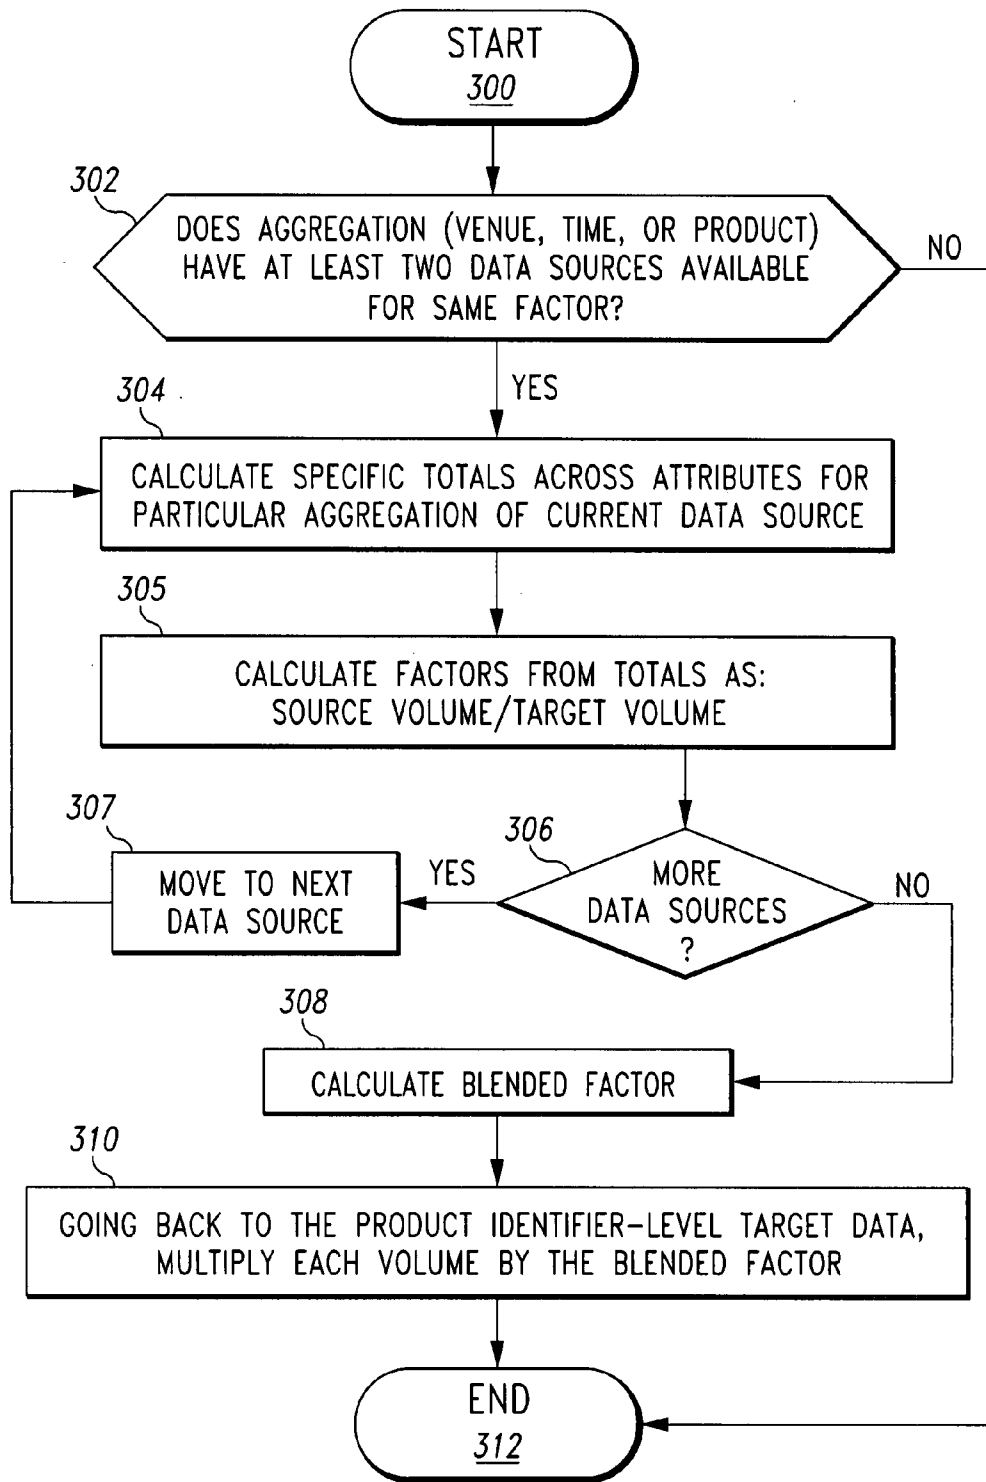 START
300
302
DOES AGGREGATION (VENUE, TIME, OR PRODUCT)
HAVE AT LEAST TWO DATA SOURCES AVAILABLE
FOR SAME FACTOR?
NO
YES
304
CALCULATE SPECIFIC TOTALS ACROSS ATTRIBUTES FOR
PARTICULAR AGGREGATION OF CURRENT DATA SOURCE
305
CALCULATE FACTORS FROM TOTALS AS:
SOURCE VOLUME/TARGET VOLUME
307
MOVE TO NEXT
DATA SOURCE
YES
306
MORE
DATA SOURCES
?
NO
308
CALCULATE BLENDED FACTOR
310
GOING BACK TO THE PRODUCT IDENTIFIER-LEVEL TARGET DATA,
MULTIPLY EACH VOLUME BY THE BLENDED FACTOR
END
312